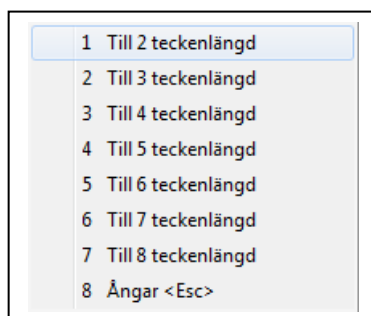 1 Till 2 teckenlängd
2 Till 3 teckenlängd
3 Till 4 teckenlängd
4 Till 5 teckenlängd
5 Till 6 teckenlängd
6 Till 7 teckenlängd
7 Till 8 teckenlängd
8 Ångar <Esc>